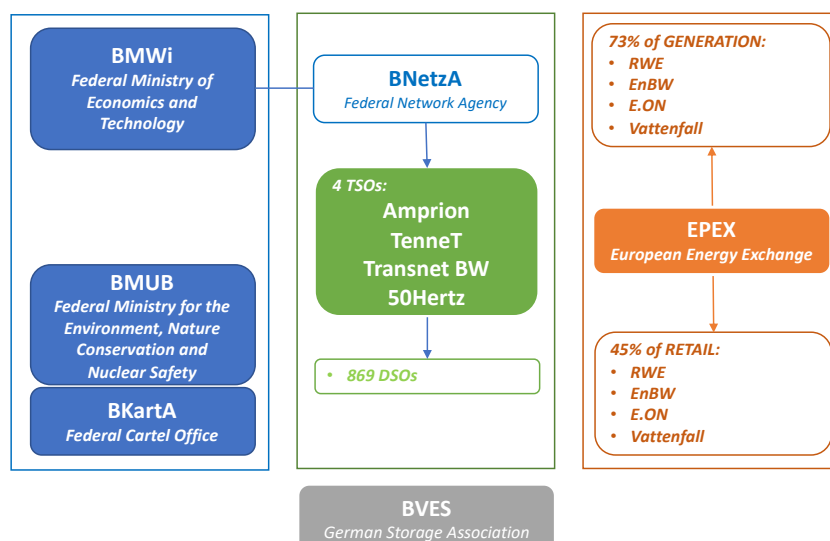 BMWi
Federal Ministry of
Economics and
Technology
BMUB
Federal Ministry for the
Environment, Nature
Conservation and
Nuclear Safety
BKartA
Federal Cartel Office
BNetzA
Federal Network Agency
4 TSOs:
Amprion
TenneT
Transnet BW
50Hertz
• 869 DSOs
73% of GENERATION:
• RWE
• EnBW
• E.ON
• Vattenfall
EPEX
European Energy Exchange
45% of RETAIL:
• RWE
• EnBW
• E.ON
• Vattenfall
BVES
German Storage Association